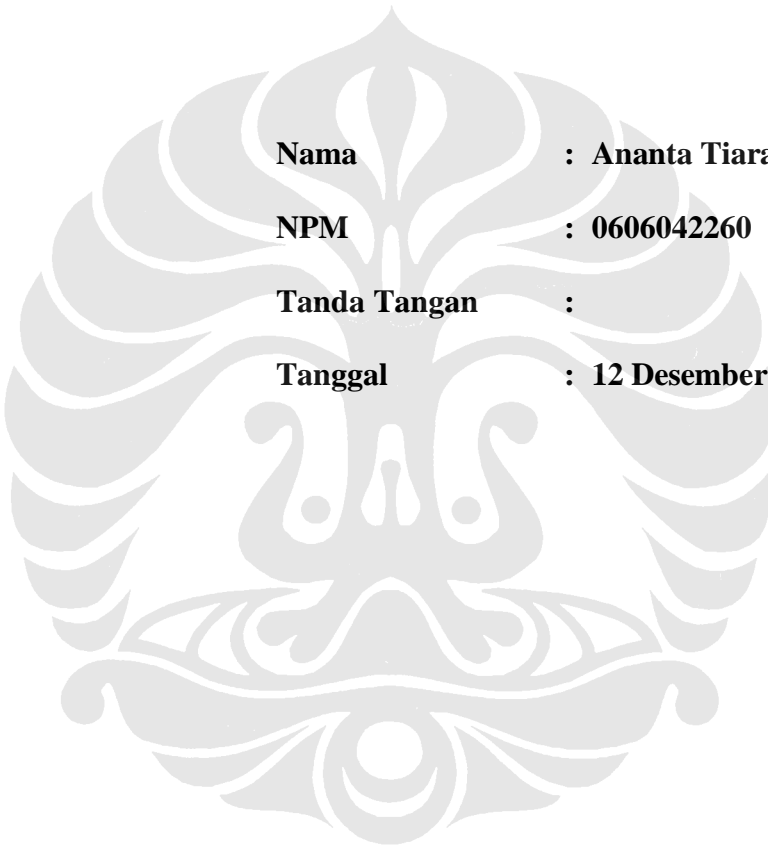 Nama : Ananta Tiara
NPM : 0606042260
Tanda Tangan :
Tanggal : 12 Desember